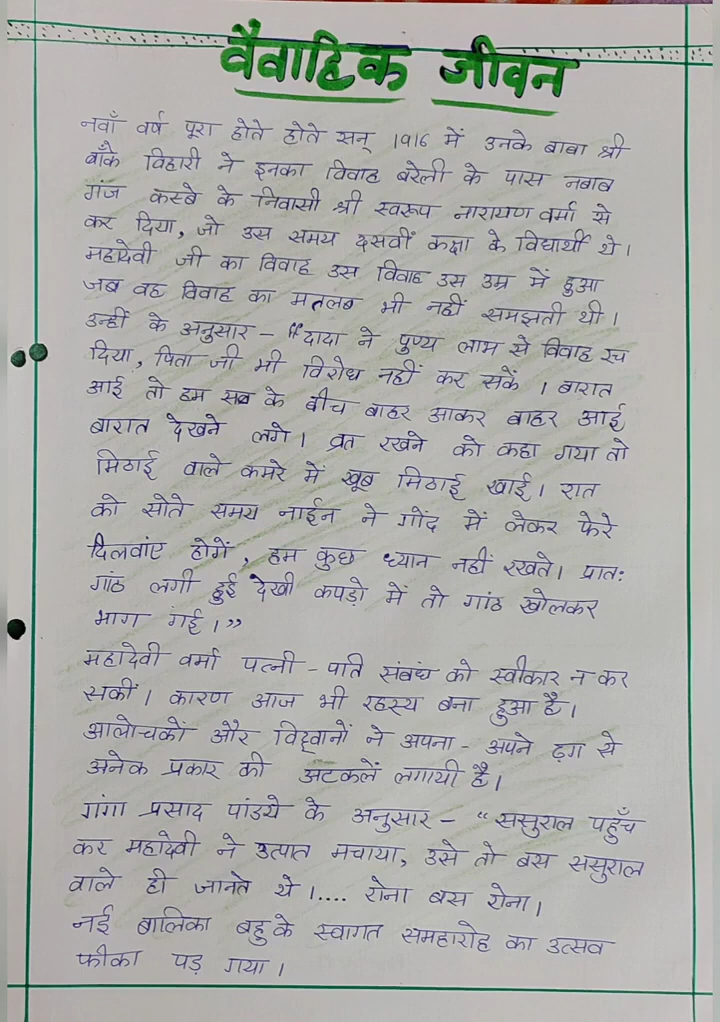 वैवाहिक जीवन
नवाँ वर्ष पूरा होते होते सन् 1916 में उनके बाबा श्री
बाँके विहारी ने इनका विवाह बरेली के पास नबाब
गंज कस्बे के निवासी श्री स्वरूप नारायण वर्मा से
कर दिया, जो उस समय दसवीं कक्षा के विद्यार्थी थे।
महादेवी जी का विवाह उस विवाह उस उम्र में हुआ
जब वह विवाह का मतलब भी नहीं समझती थी।
उन्हीं के अनुसार - "दादा ने पुण्य लाभ से विवाह रच
दिया, पिता जी भी विरोध नहीं कर सकें । बारात
आई तो हम सब के बीच बाहर आकर बाहर आई
बारात देखने लगे। व्रत रखने को कहा गया तो
मिठाई वाले कमरे में खूब मिठाई खाई। रात
को सोते समय नाईन ने गोंद में लेकर फेरे
दिलवांए होगें, हम कुछ ध्यान नहीं रखते। प्रातः
गांठ लगी हुई देखी कपड़ो में तो गांठ खोलकर
भाग गई।"
महादेवी वर्मा पत्नी - पति संबंध को स्वीकार न कर
सकीं। कारण आज भी रहस्य बना हुआ है।
आलोचकों और विद्वानों ने अपना - अपने ढ़ग से
अनेक प्रकार की अटकलें लगायी है।
गंगा प्रसाद पांडये के अनुसार - "ससुराल पहुँच
कर महादेवी ने उत्पात मचाया, उसे तो बस ससुराल
वाले ही जानते थे ।.... रोना बस रोना।
नई बालिका बहु के स्वागत समहारोह का उत्सव
फीका पड़ गया।